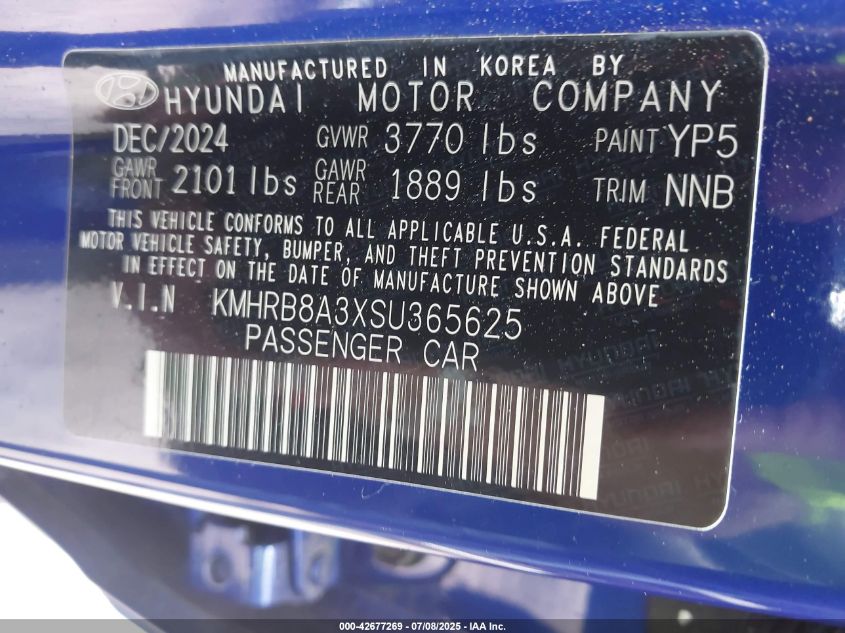 MANUFACTURED IN KOREA BY
HYUNDAI MOTOR COMPANY
DEC/2024 GVWR 3770 lbs PAINT YP5
GAWR FRONT 2101 lbs GAWR REAR 1889 lbs TRIM NNB
THIS VEHICLE CONFORMS TO ALL APPLICABLE U.S.A. FEDERAL
MOTOR VEHICLE SAFETY, BUMPER, AND THEFT PREVENTION STANDARDS
IN EFFECT ON THE DATE OF MANUFACTURE SHOWN ABOVE
V.I.N KMHRB8A3XSU365625
PASSENGER CAR
000-42677269 - 07/08/2025 - IAA Inc.